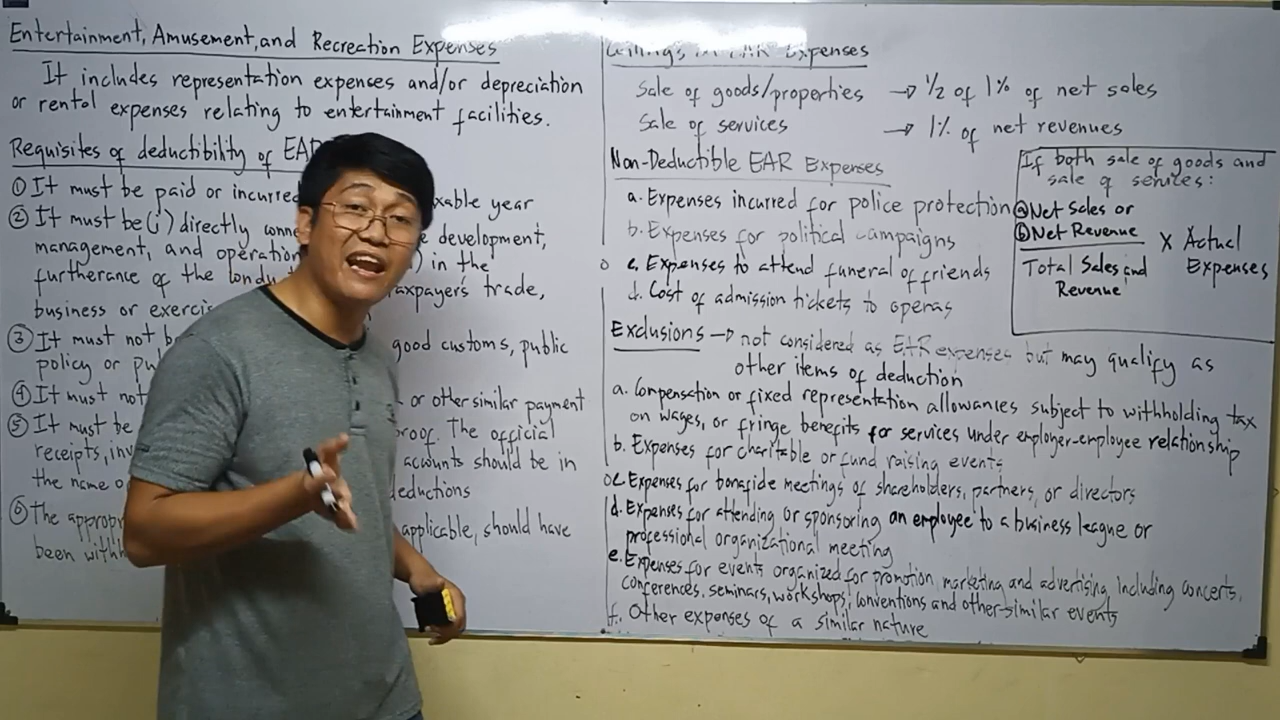 Entertainment, Amusement, and Recreation Expenses
It includes representation expenses and/or depreciation
or rental expenses relating to entertainment facilities.
Requisites of deductibility of EAR
① It must be paid or incurred xable year
② It must be (i) directly development,
management, and operation in the
furtherance of the taxpayer's trade,
business or
③ It must not good customs, public
policy or
④ It must not or other similar payment
⑤ It must be proof. The official
receipts, accounts should be in
the name deductions
⑥ The applicable, should have
been
Ceilings in EAR Expenses
Sale of goods/properties → 1/2 of 1% of net sales
Sale of services → 1% of net revenues
Non-Deductible EAR Expenses
a. Expenses incurred for police protection
b. Expenses for political campaigns
c. Expenses to attend funeral of friends
d. Cost of admission tickets to operas
If both sale of goods and
sale of services:
ⓐ Net Sales or
ⓑ Net Revenue
Total Sales and
Revenue
X Actual
Expenses
Exclusions → not considered as EAR expenses but may qualify as
other items of deduction
a. Compensation or fixed representation allowances subject to withholding tax
on wages, or fringe benefits for services under employer-employee relationship
b. Expenses for charitable or fund raising events
c. Expenses for bonafide meetings of shareholders, partners, or directors
d. Expenses for attending or sponsoring an employee to a business league or
professional organizational meeting
e. Expenses for events organized for promotion, marketing and advertising, including concerts,
conferences, seminars, workshops, conventions and other similar events
f. Other expenses of a similar nature